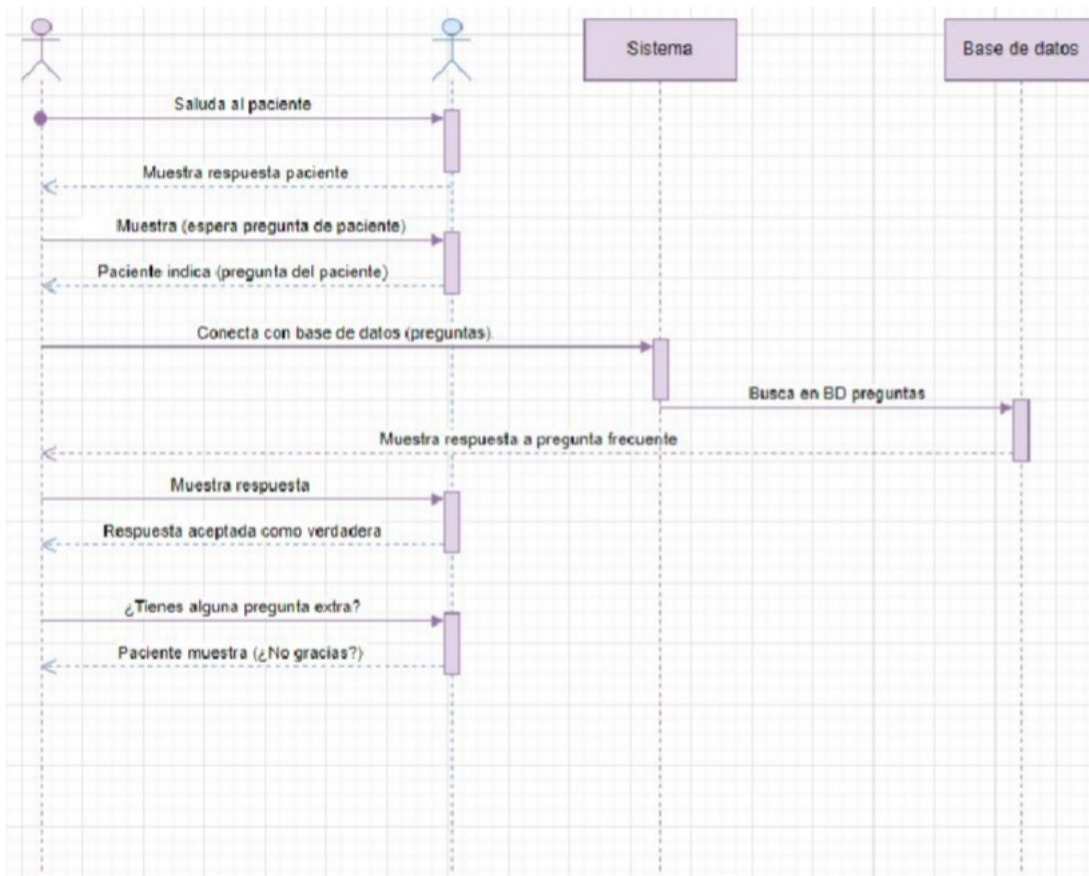 Sistema
Base de datos
Saluda al paciente
Muestra respuesta paciente
Muestra (espera pregunta de paciente)
Paciente indica (pregunta del paciente)
Conecta con base de datos (preguntas).
Busca en BD preguntas
Muestra respuesta a pregunta frecuente
Muestra respuesta
Respuesta aceptada como verdadera
¿Tienes alguna pregunta extra?
Paciente muestra (¿No gracias?)